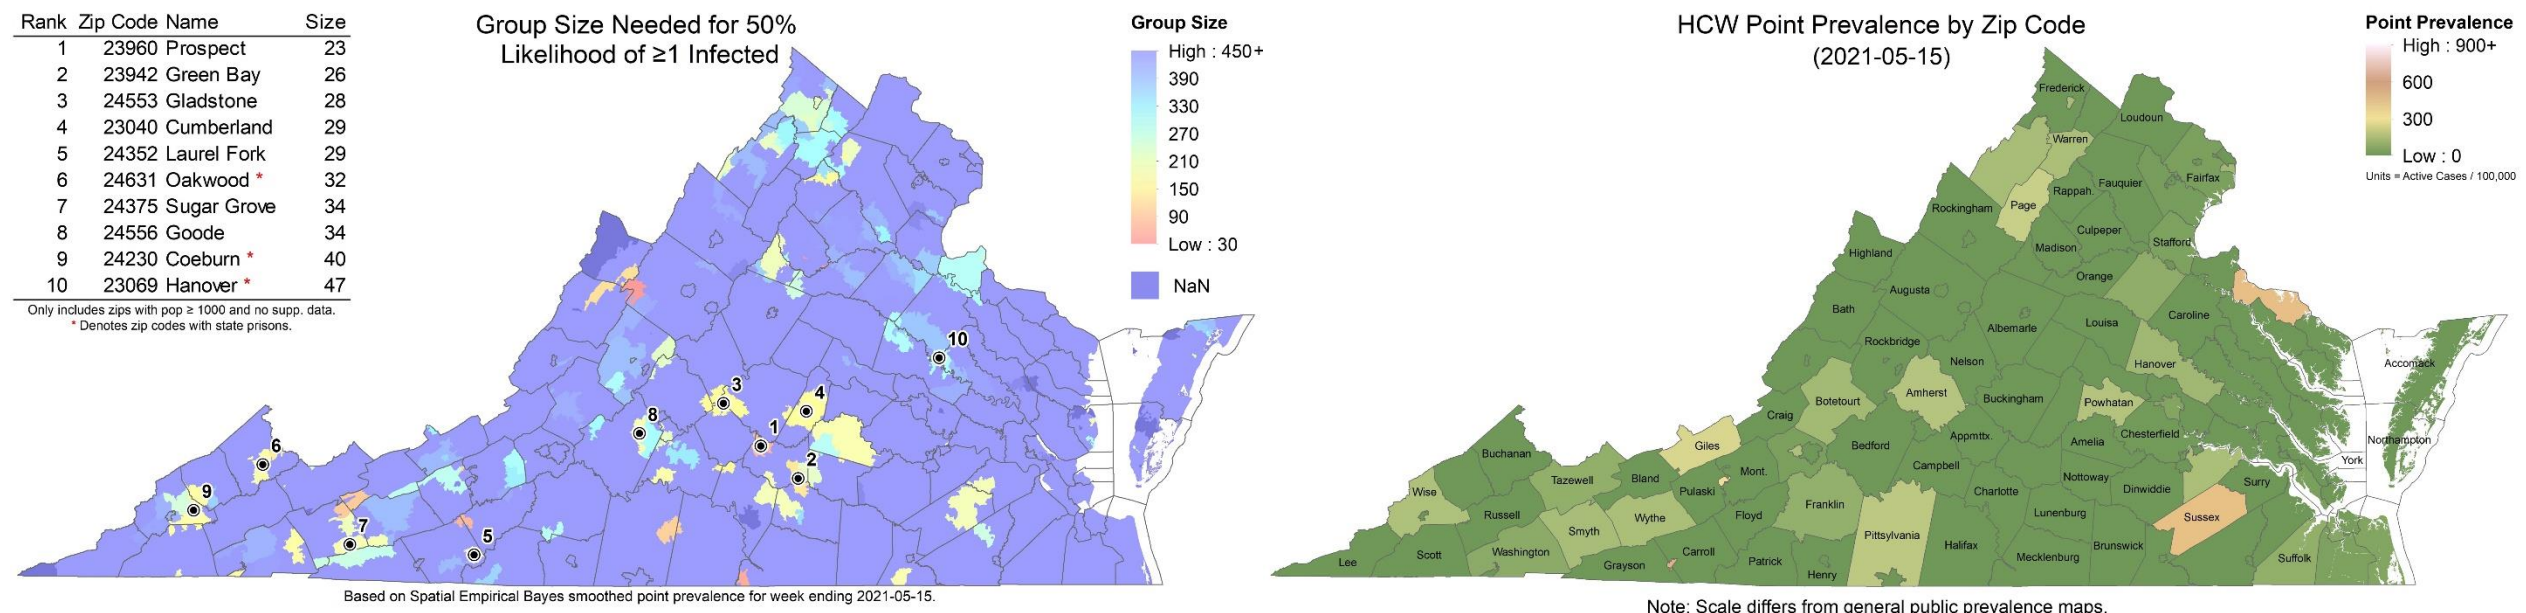 Rank Zip Code Name Size
1 23960 Prospect 23
2 23942 Green Bay 26
3 24553 Gladstone 28
4 23040 Cumberland 29
5 24352 Laurel Fork 29
6 24631 Oakwood * 32
7 24375 Sugar Grove 34
8 24556 Goode 34
9 24230 Coeburn * 40
10 23069 Hanover * 47
Only includes zips with pop ≥ 1000 and no supp. data.
* Denotes zip codes with state prisons.
Group Size Needed for 50%
Likelihood of ≥1 Infected
Group Size
High : 450+
390
330
270
210
150
90
Low : 30
NaN
10
3
4
8
1
6
2
9
7
5
Based on Spatial Empirical Bayes smoothed point prevalence for week ending 2021-05-15.
HCW Point Prevalence by Zip Code
(2021-05-15)
Point Prevalence
High : 900+
600
300
Low : 0
Units = Active Cases / 100,000
Frederick
Loudoun
Warren
Fairfax
Fauquier
Rappah.
Page
Rockingham
Culpeper
Stafford
Madison
Highland
Orange
Augusta
Bath
Caroline
Louisa
Albemarle
Rockbridge
Nelson
Hanover
Accomack
Amherst
Buckingham
Powhatan
Botetourt
Craig
Appmttx.
Chesterfield
Amelia
Northampton
Giles
Bedford
Buchanan
York
Campbell
Mont.
Nottoway
Bland
Tazewell
Surry
Dinwiddie
Pulaski
Wise
Charlotte
Franklin
Lunenburg
Russell
Floyd
Wythe
Sussex
Smyth
Pittsylvania
Halifax
Brunswick
Washington
Carroll
Mecklenburg
Suffolk
Scott
Patrick
Lee
Grayson
Henry
Note: Scale differs from general public prevalence maps.